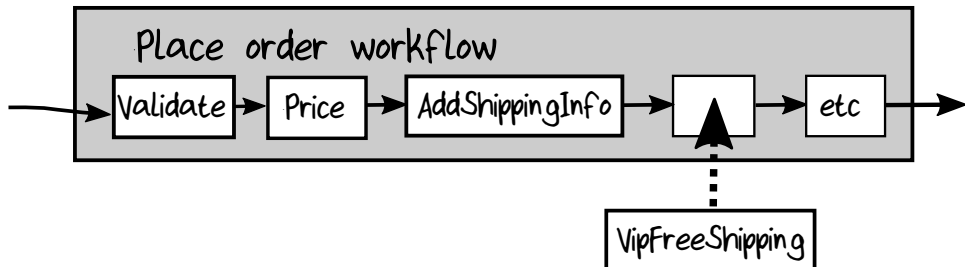 Place order workflow
Validate
Price
AddShippingInfo
etc
VipFreeShipping